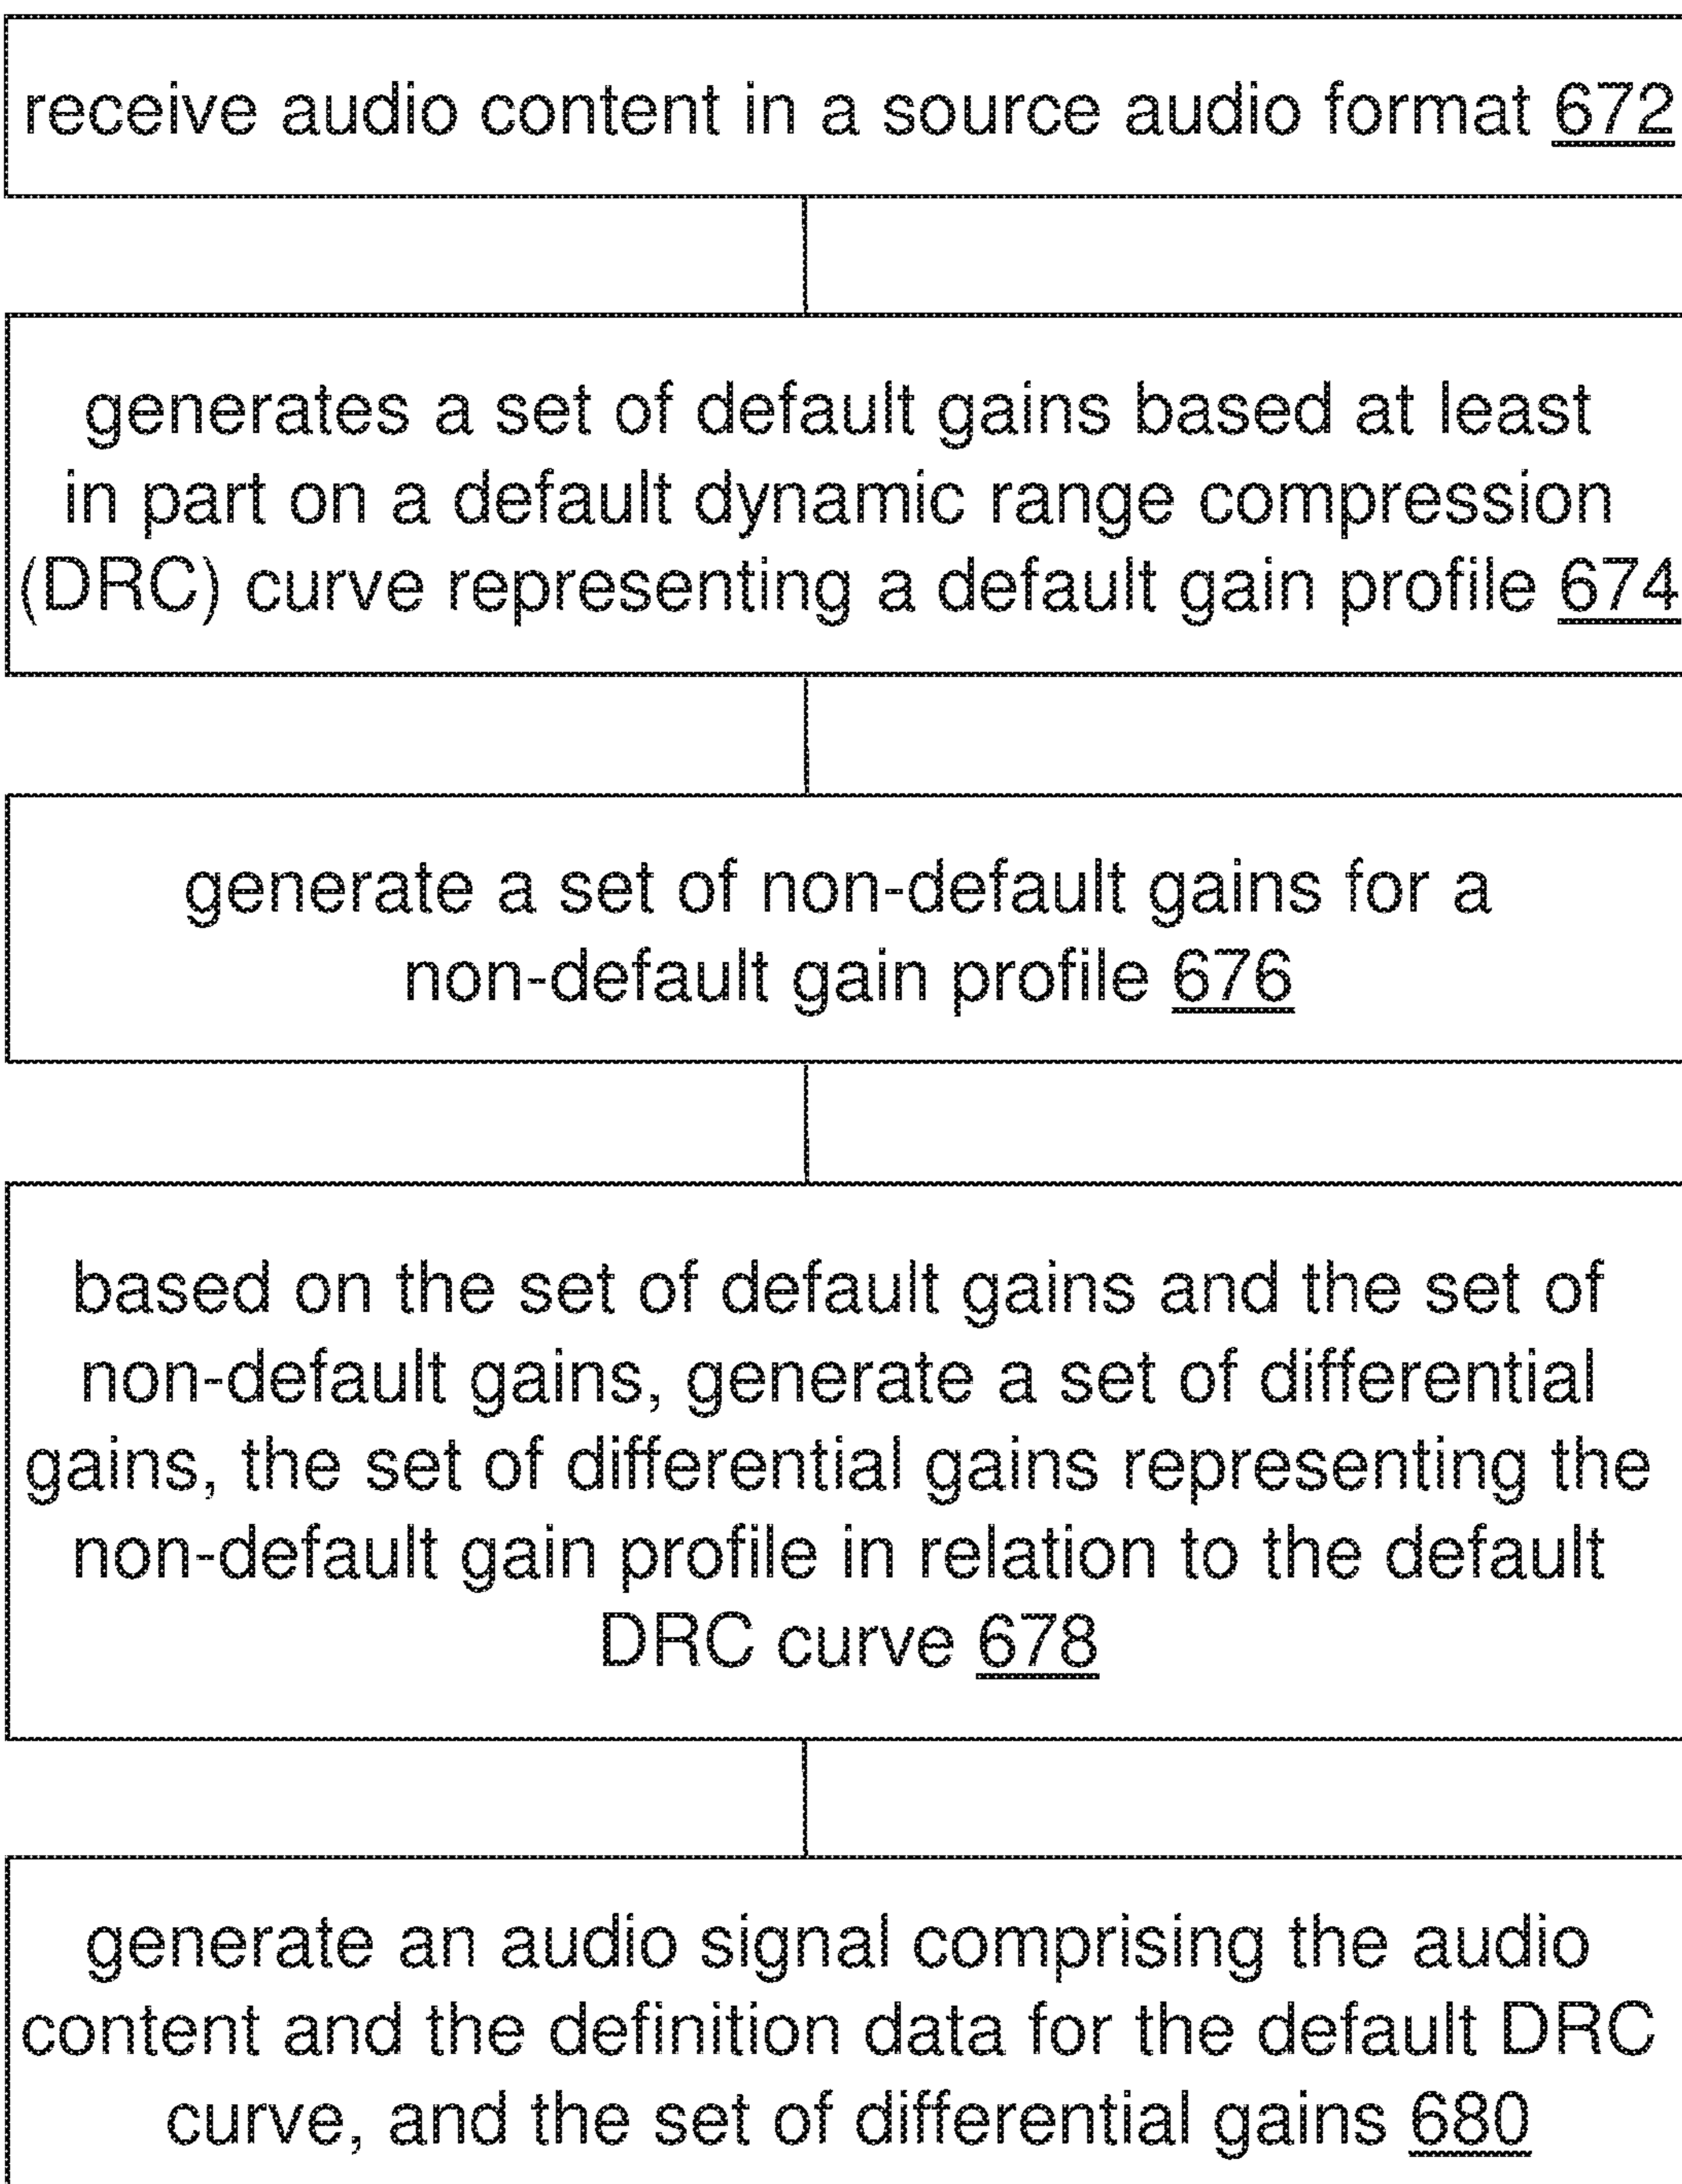 receive audio content in a source audio format 672
generates a set of default gains based at least
in part on a default dynamic range compression
(DRC) curve representing a default gain profile 674
generate a set of non-default gains for a
non-default gain profile 676
based on the set of default gains and the set of
non-default gains, generate a set of differential
gains, the set of differential gains representing the
non-default gain profile in relation to the default
DRC curve 678
generate an audio signal comprising the audio
content and the definition data for the default DRC
curve, and the set of differential gains 680